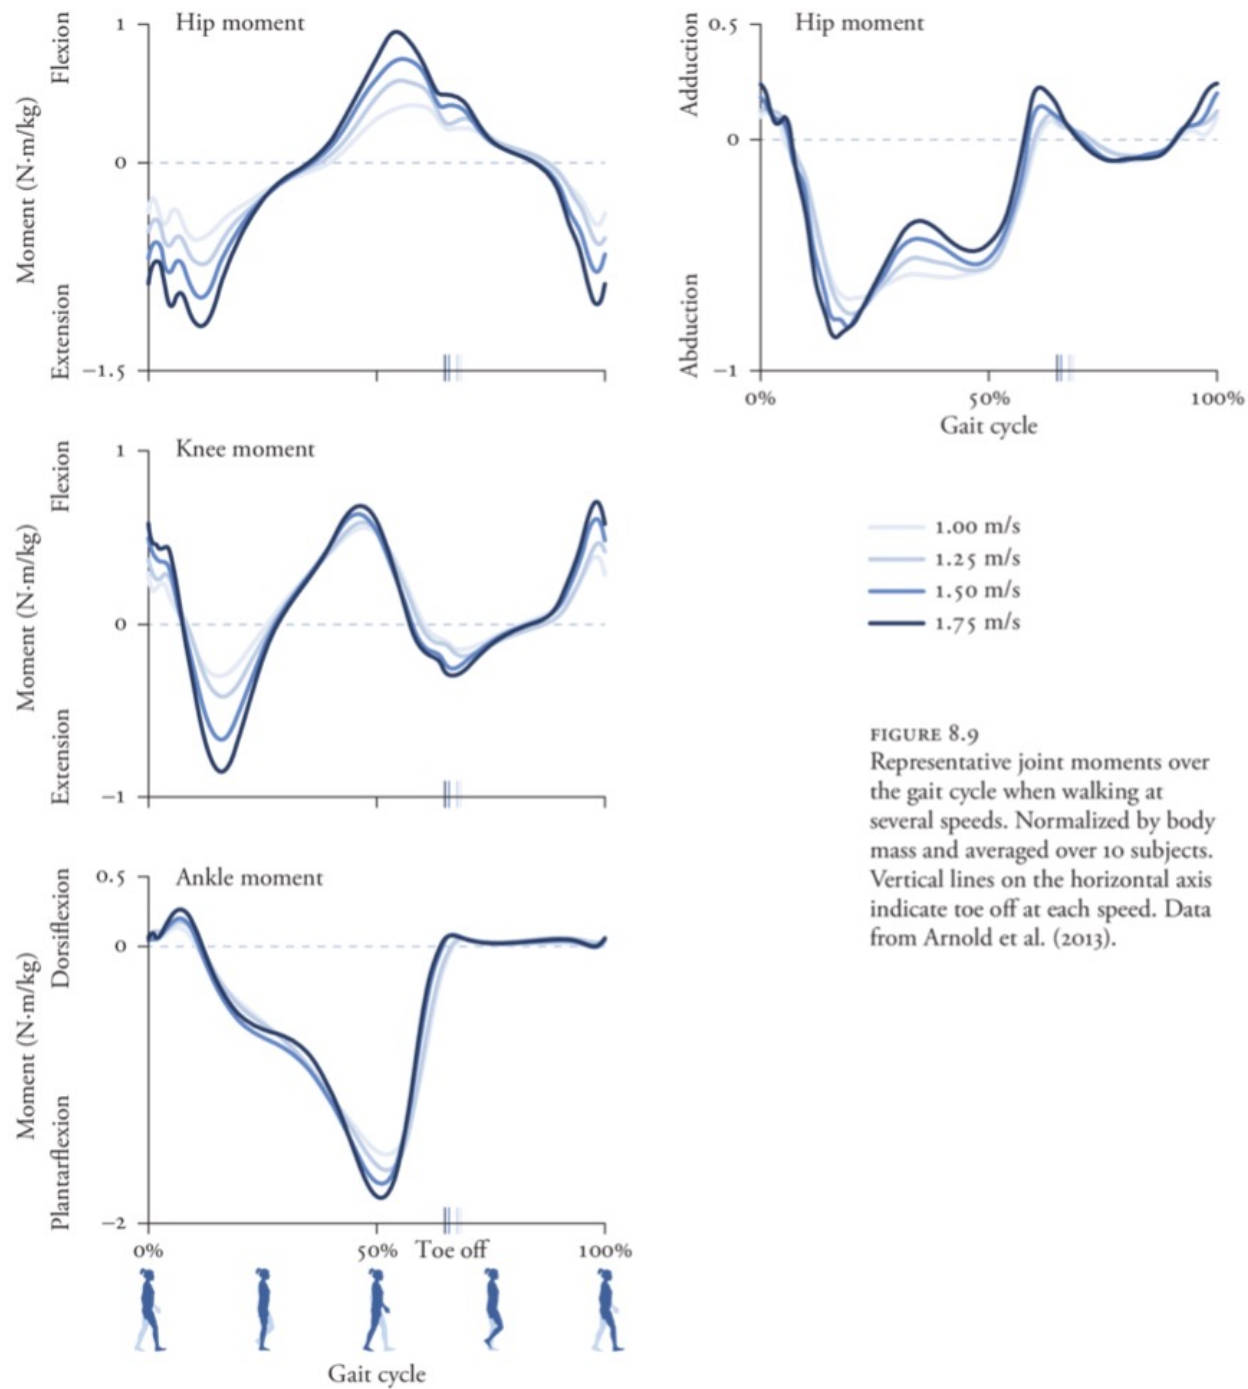 Hip moment
1
0
−1.5
Flexion
Moment (N·m/kg)
Extension
Hip moment
0.5
0
−1
Adduction
Abduction
0%
50%
100%
Gait cycle
Knee moment
1
0
−1
Flexion
Moment (N·m/kg)
Extension
1.00 m/s
1.25 m/s
1.50 m/s
1.75 m/s
FIGURE 8.9
Representative joint moments over
the gait cycle when walking at
several speeds. Normalized by body
mass and averaged over 10 subjects.
Vertical lines on the horizontal axis
indicate toe off at each speed. Data
from Arnold et al. (2013).
Ankle moment
0.5
0
−2
Dorsiflexion
Moment (N·m/kg)
Plantarflexion
0%
50%
Toe off
100%
Gait cycle